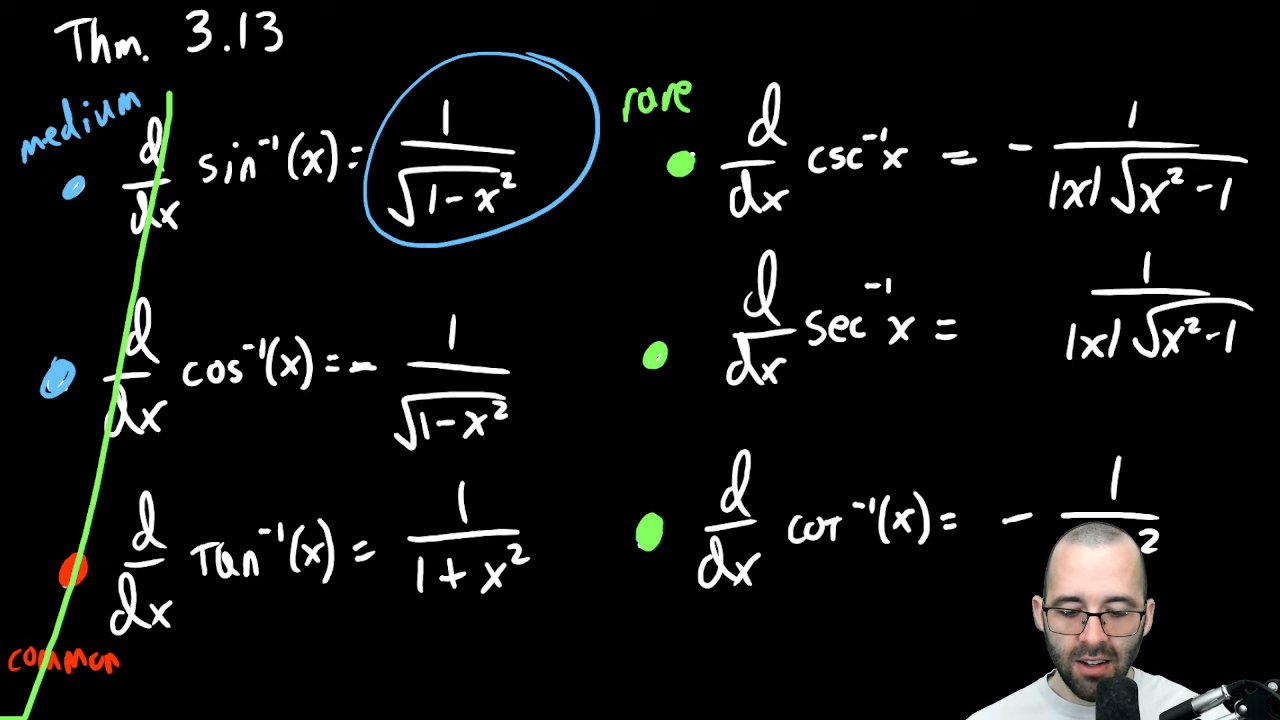 Thm. 3.13
medium
d/dx sin⁻¹(x) = 1/√(1-x²)
d/dx cos⁻¹(x) = - 1/√(1-x²)
d/dx Tan⁻¹(x) = 1/(1+x²)
common
rare
d/dx csc⁻¹x = - 1/(|x|√(x²-1))
d/dx sec⁻¹x = 1/(|x|√(x²-1))
d/dx cot⁻¹(x) = - 1/ ²